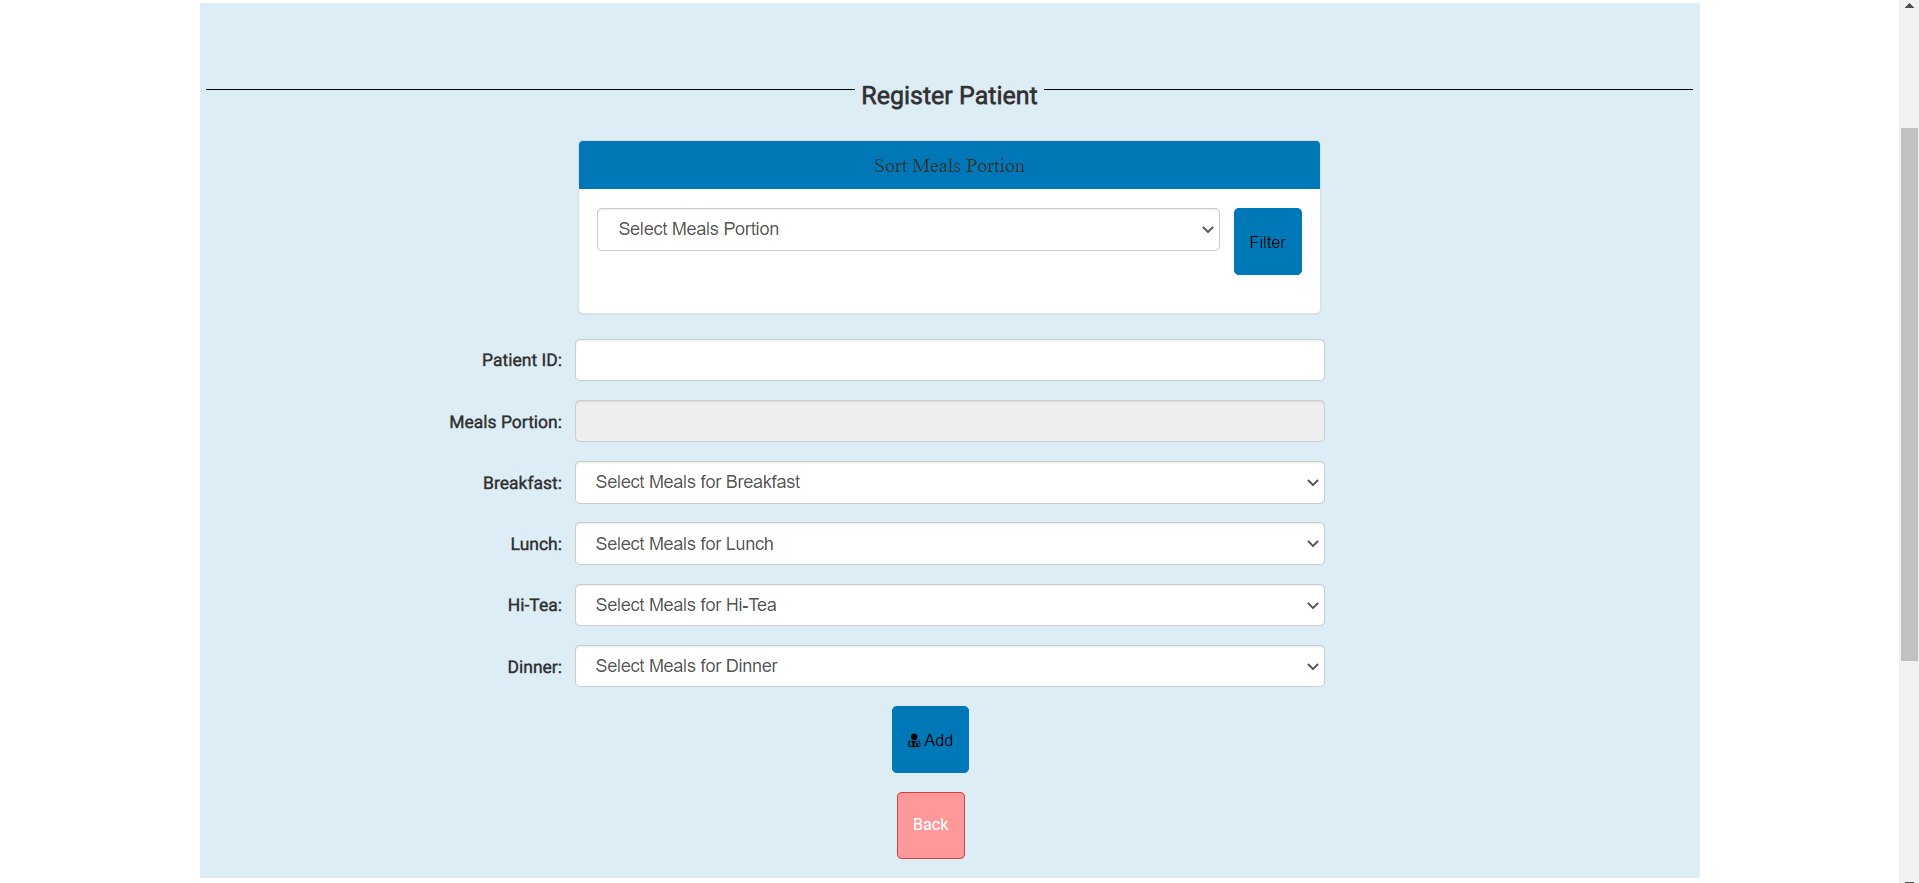 Register Patient
Sort Meals Portion
Select Meals Portion
Filter
Patient ID:
Meals Portion:
Breakfast: Select Meals for Breakfast
Lunch: Select Meals for Lunch
Hi-Tea: Select Meals for Hi-Tea
Dinner: Select Meals for Dinner
Add
Back